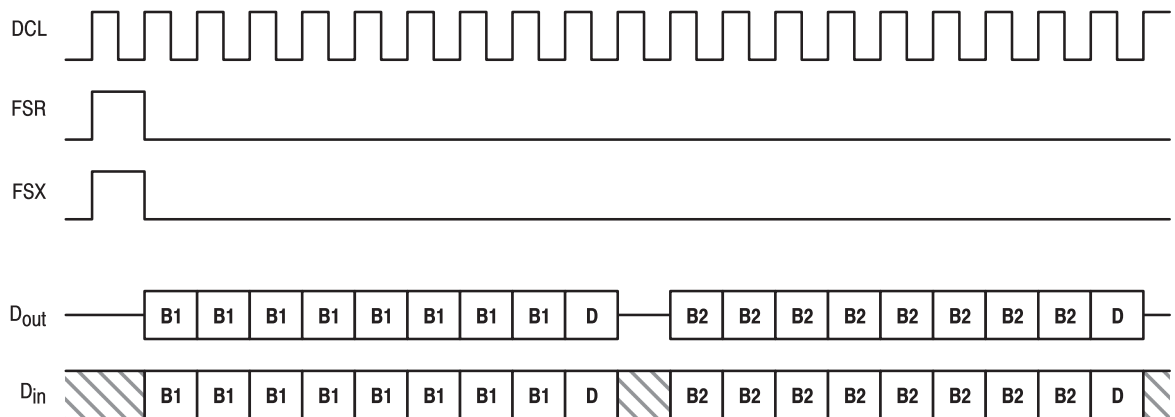 DCL
FSR
FSX
Dout B1 B1 B1 B1 B1 B1 B1 B1 D B2 B2 B2 B2 B2 B2 B2 B2 D
Din B1 B1 B1 B1 B1 B1 B1 B1 D B2 B2 B2 B2 B2 B2 B2 B2 D